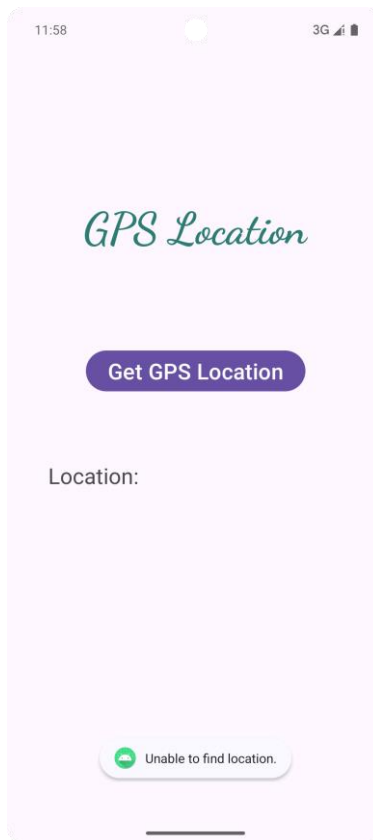 11:58
3G
GPS Location
Get GPS Location
Location:
Unable to find location.